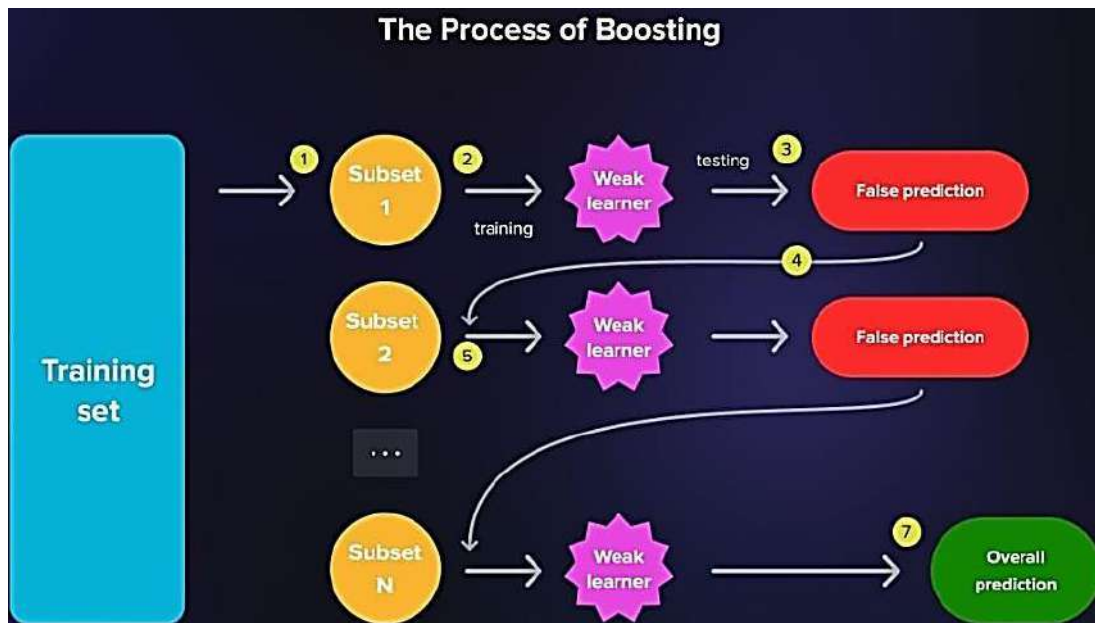 The Process of Boosting
Training
set
1
Subset
1
2
training
Weak
learner
testing
3
False prediction
4
Subset
2
5
Weak
learner
False prediction
...
Subset
N
Weak
learner
7
Overall
prediction